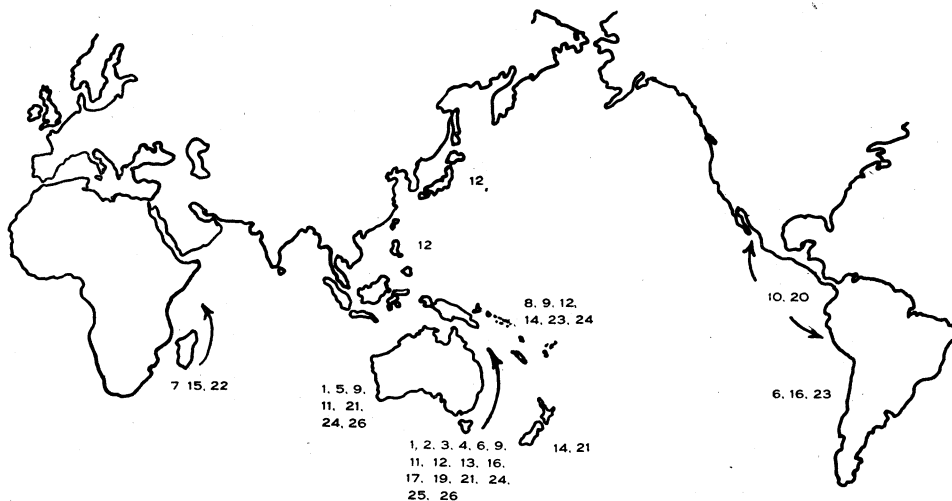 12,
12
8, 9, 12,
14, 23, 24
10, 20
7 15, 22
1, 5, 9,
11, 21,
24, 26
6, 16, 23
14, 21
1, 2, 3, 4, 6, 9.
11, 12. 13, 16.
17, 19, 21, 24,
25, 26